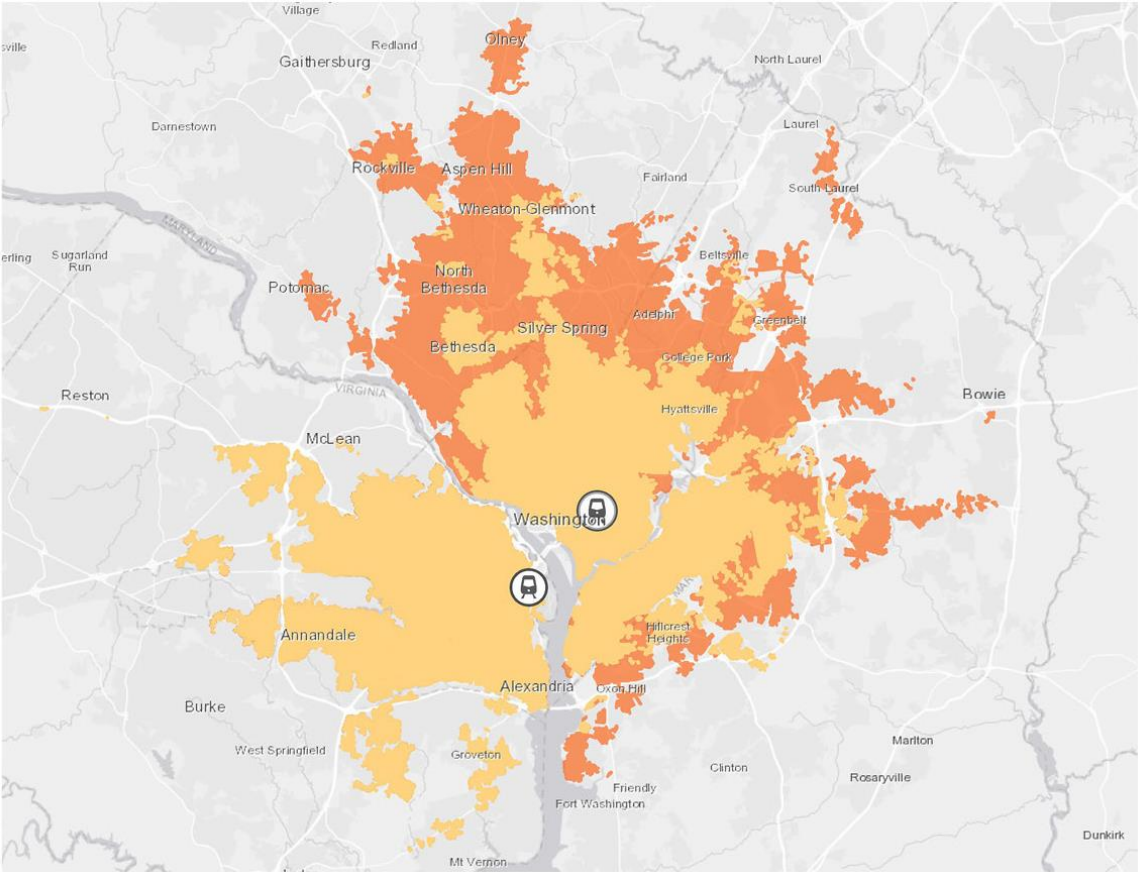 Village
Olney
Redland
sville
Gaithersburg
North Laurel
Darnestown
Laurel
Rockville
Aspen Hill
Fairland
South Laurel
Wheaton-Glenmont
MARYLAND
Sugarland
Run
erling
Beltsville
North
Bethesda
Potomac
Adelphi
Greenbelt
Silver Spring
Bethesda
College Park
VIRGINIA
Reston
Bowie
Hyattsville
McLean
Washington
MAR
Hillcrest
Heights
Annandale
Alexandria
Oxon Hill
Burke
West Springfield
Groveton
Marlton
Clinton
Rosaryville
Friendly
Fort Washington
Dunkirk
Mt Vernon